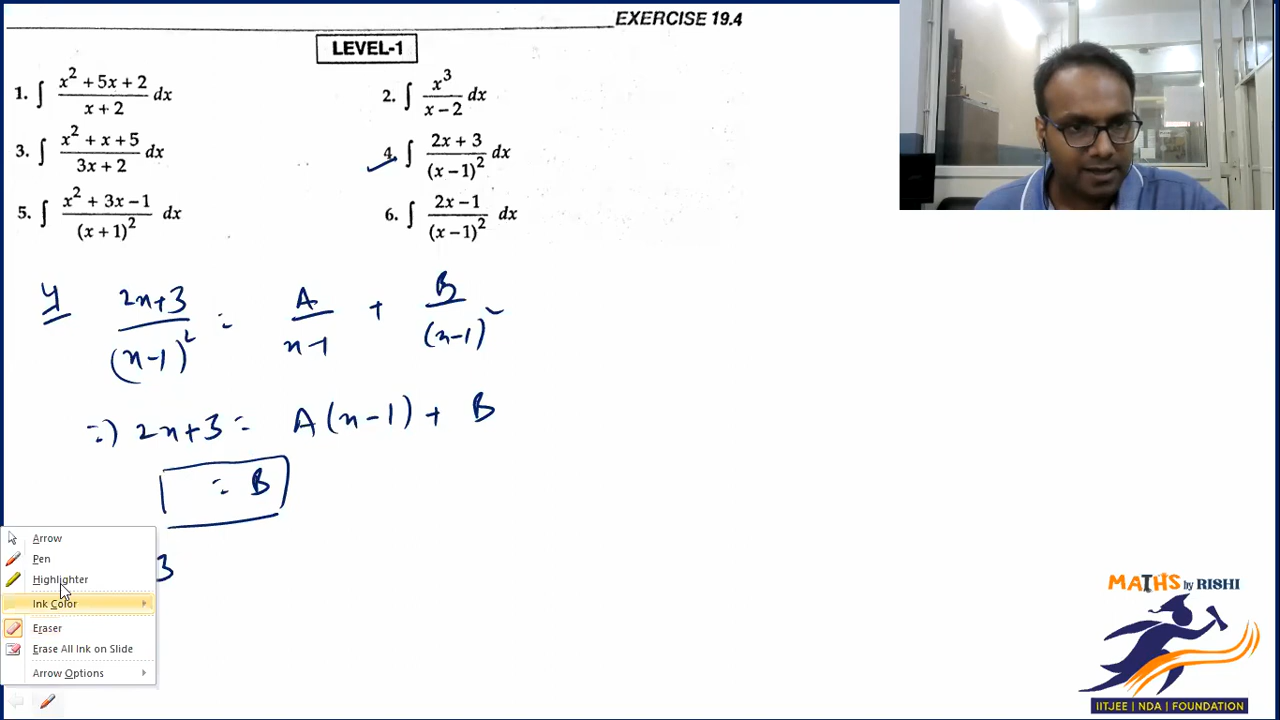 EXERCISE 19.4
LEVEL-1
1. ∫ (x² + 5x + 2)/(x + 2) dx
2. ∫ x³/(x − 2) dx
3. ∫ (x² + x + 5)/(3x + 2) dx
4. ∫ (2x + 3)/(x − 1)² dx
5. ∫ (x² + 3x − 1)/(x + 1)² dx
6. ∫ (2x − 1)/(x − 1)² dx
4 (2x+3)/(x−1)² = A/(x−1) + B/(x−1)²
⇒) 2x+3 = A(x−1) + B
= B
3
Arrow
Pen
Highlighter
Ink Color
Eraser
Erase All Ink on Slide
Arrow Options
MATHS by RISHI
IITJEE | NDA | FOUNDATION